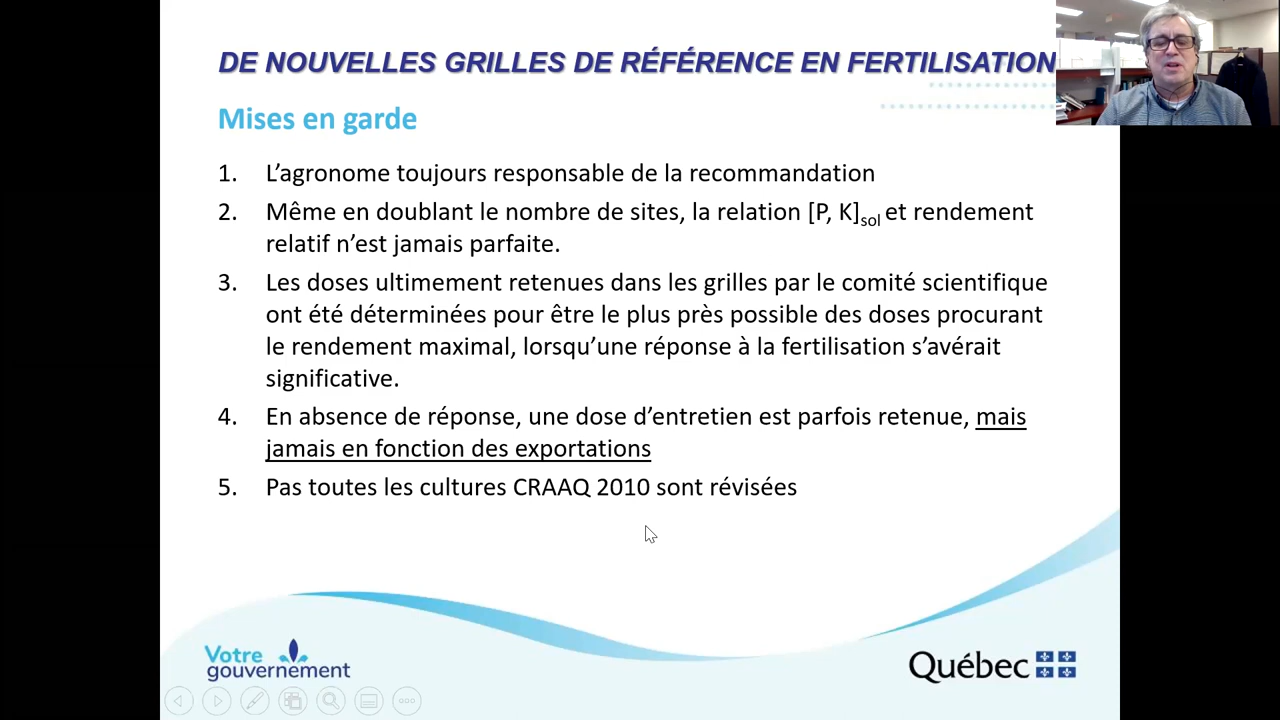 DE NOUVELLES GRILLES DE RÉFÉRENCE EN FERTILISATION
Mises en garde
1. L'agronome toujours responsable de la recommandation
2. Même en doublant le nombre de sites, la relation [P, K]sol et rendement
relatif n'est jamais parfaite.
3. Les doses ultimement retenues dans les grilles par le comité scientifique
ont été déterminées pour être le plus près possible des doses procurant
le rendement maximal, lorsqu'une réponse à la fertilisation s'avérait
significative.
4. En absence de réponse, une dose d'entretien est parfois retenue, mais
jamais en fonction des exportations
5. Pas toutes les cultures CRAAQ 2010 sont révisées
Votre
gouvernement
Québec